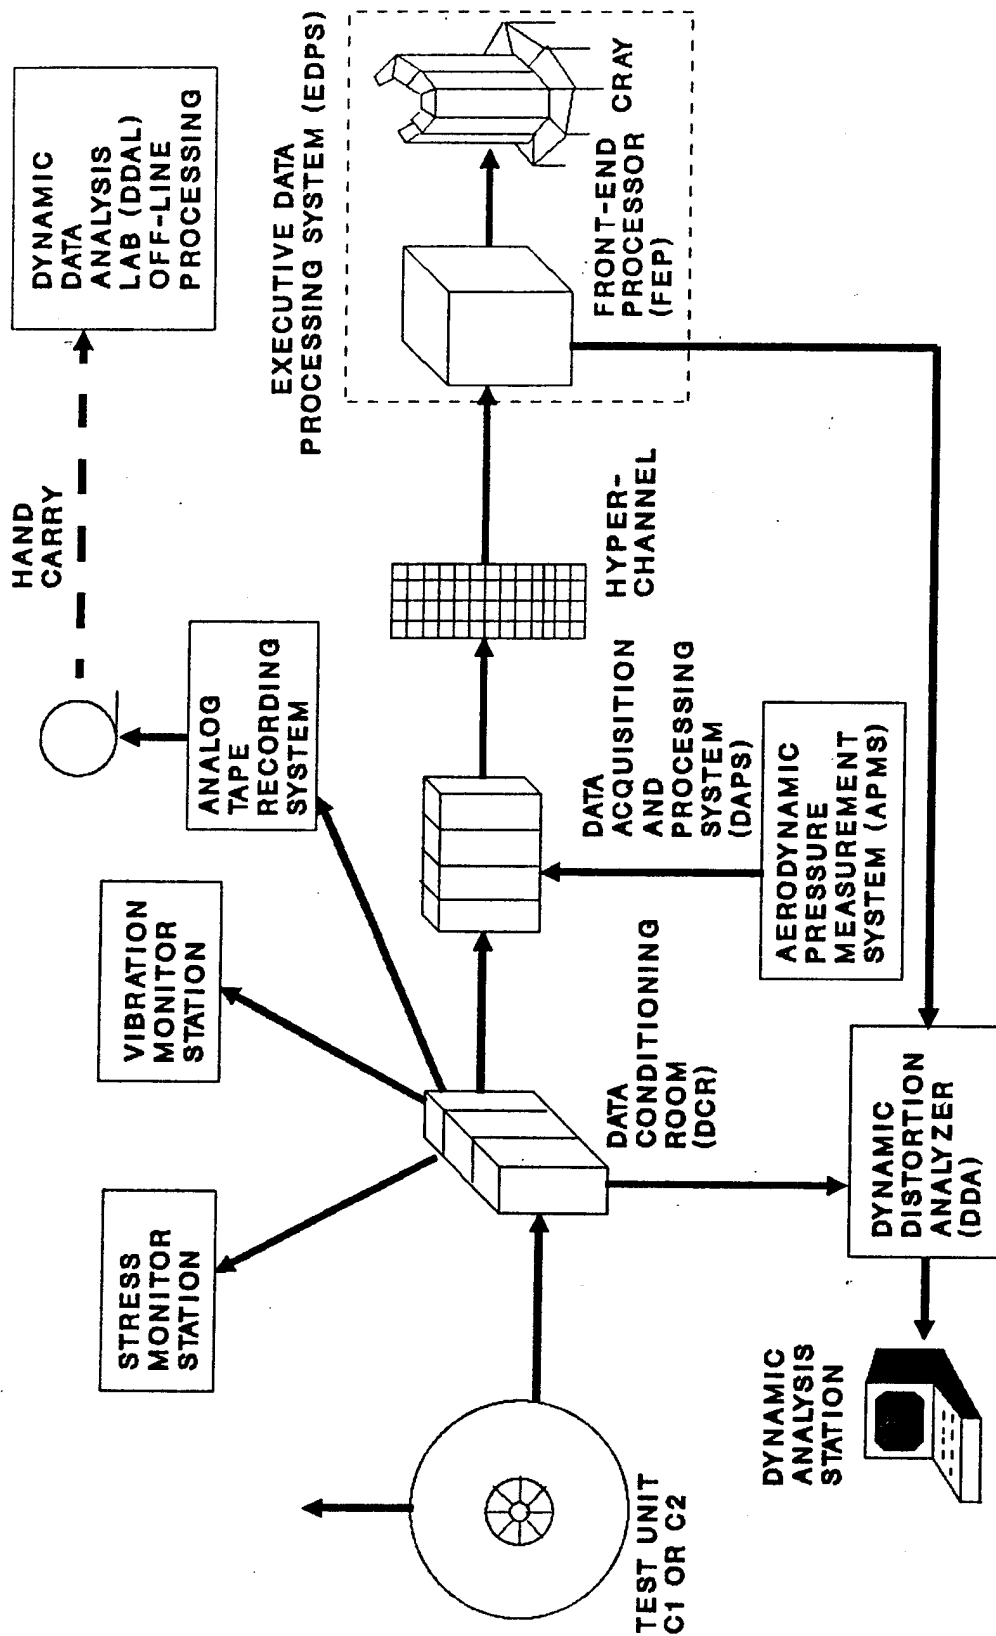 DYNAMIC
DATA
ANALYSIS
LAB (DDAL)
OFF-LINE
PROCESSING
HAND
CARRY
EXECUTIVE DATA
PROCESSING SYSTEM (EDPS)
CRAY
FRONT-END
PROCESSOR
(FEP)
HYPER-
CHANNEL
ANALOG
TAPE
RECORDING
SYSTEM
VIBRATION
MONITOR
STATION
STRESS
MONITOR
STATION
DATA
ACQUISITION
AND
PROCESSING
SYSTEM
(DAPS)
AERODYNAMIC
PRESSURE
MEASUREMENT
SYSTEM (APMS)
DATA
CONDITIONING
ROOM
(DCR)
DYNAMIC
DISTORTION
ANALYZER
(DDA)
DYNAMIC
ANALYSIS
STATION
TEST UNIT
C1 OR C2